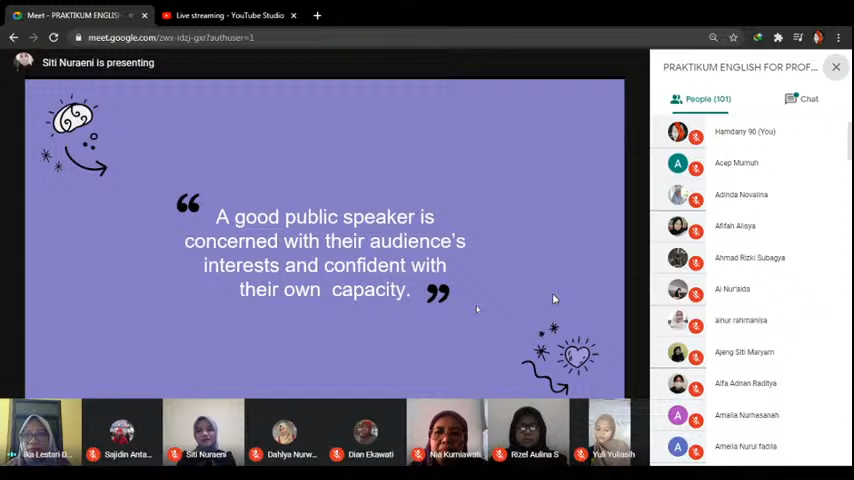 Meet - PRAKTIKUM ENGLISH
Live streaming - YouTube Studio
meet.google.com/zwx-idzj-gxr?authuser=1
Siti Nuraeni is presenting
“ A good public speaker is
concerned with their audience’s
interests and confident with
their own capacity. ”
PRAKTIKUM ENGLISH FOR PROF...
People (101)
Chat
Hamdany 90 (You)
A
Acep Mumuh
Adinda Novalina
Afifah Alisya
Ahmad Rizki Subagya
Ai Nur'aida
ainur rahmanisa
Ajeng Siti Maryam
Alfa Adnan Raditya
A
Amalia Nurhasanah
A
Amelia Nurul fadila
Ika Lestari D...
Sajidin Anta...
Siti Nuraeni
Dahlya Nurw...
Dian Ekawati
Nia Kurniawati
Rizel Aulina S
Yuli Yuliasih